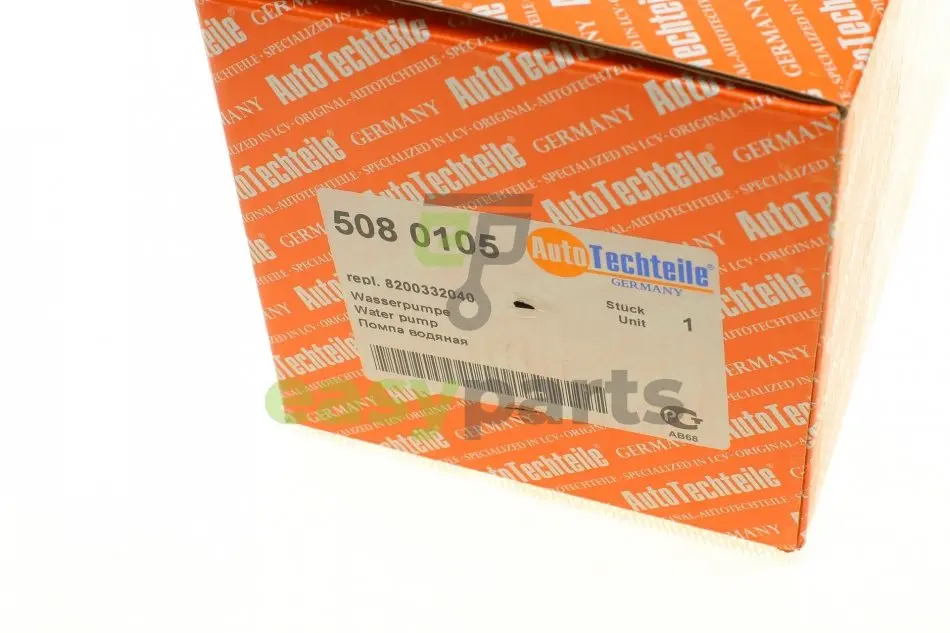 508 0105
AutoTechteile
GERMANY
repl. 8200332040
Wasserpumpe
Water pump
Помпа водяная
Stück
Unit
1
AB68
easyparts
AutoTechteile
GERMANY · SPECIALIZED IN LCV · ORIGINAL-AUTOTECHTEILE